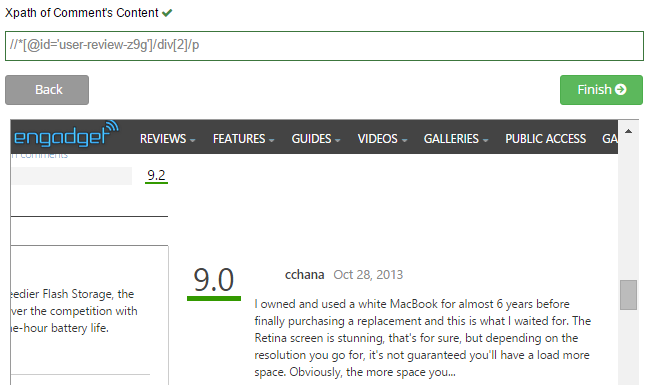 Xpath of Comment's Content
//*[@id='user-review-z9g']/div[2]/p
Back
Finish
engadget
REVIEWS
FEATURES
GUIDES
VIDEOS
GALLERIES
PUBLIC ACCESS
GA
comments
9.2
eedier Flash Storage, the
ver the competition with
ne-hour battery life.
9.0
cchana Oct 28, 2013
I owned and used a white MacBook for almost 6 years before
finally purchasing a replacement and this is what I waited for. The
Retina screen is stunning, that's for sure, but depending on the
resolution you go for, it's not guaranteed you'll have a load more
space. Obviously, the more space you...